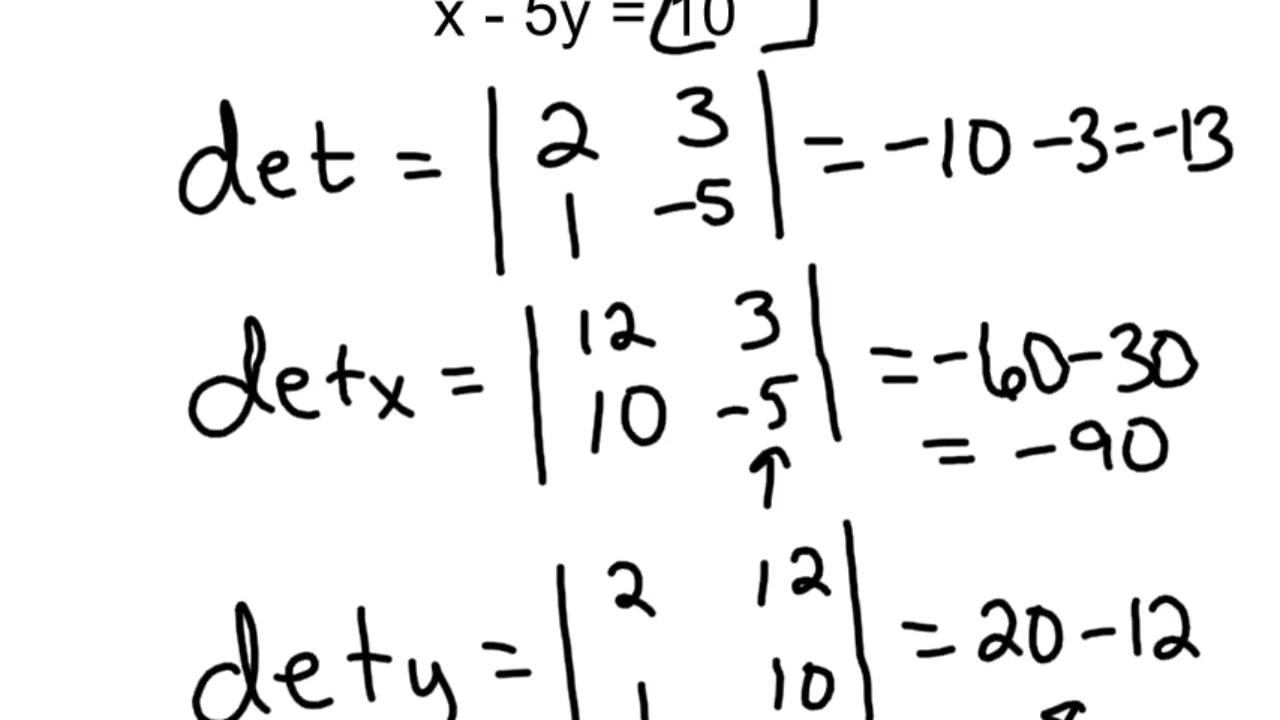 x - 5y = 10
det = | 2 3 | = -10 - 3 = -13
1 -5
detx = | 12 3 | = -60 - 30
10 -5 = -90
dety = | 2 12 | = 20 - 12
1 10